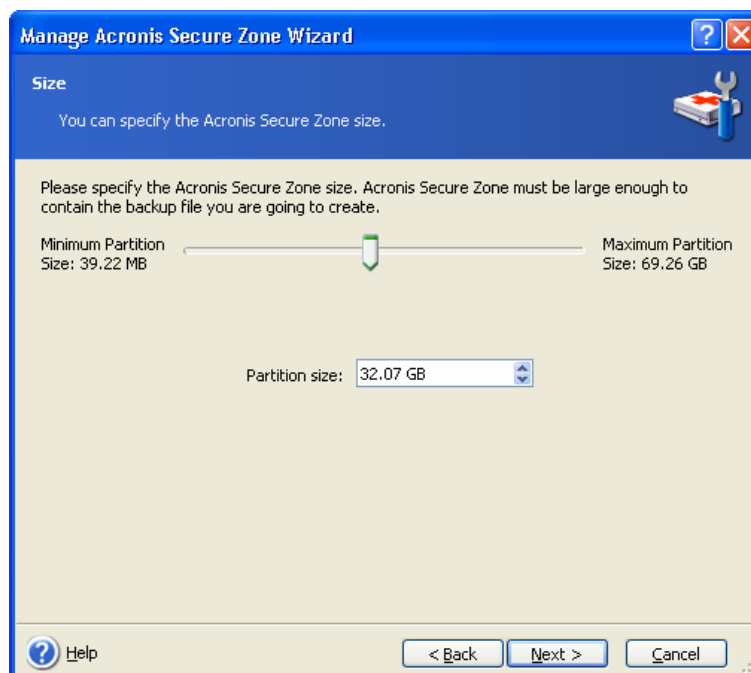 Manage Acronis Secure Zone Wizard
Size
You can specify the Acronis Secure Zone size.
Please specify the Acronis Secure Zone size. Acronis Secure Zone must be large enough to
contain the backup file you are going to create.
Minimum Partition
Size: 39.22 MB
Maximum Partition
Size: 69.26 GB
Partition size: 32.07 GB
Help
< Back
Next >
Cancel